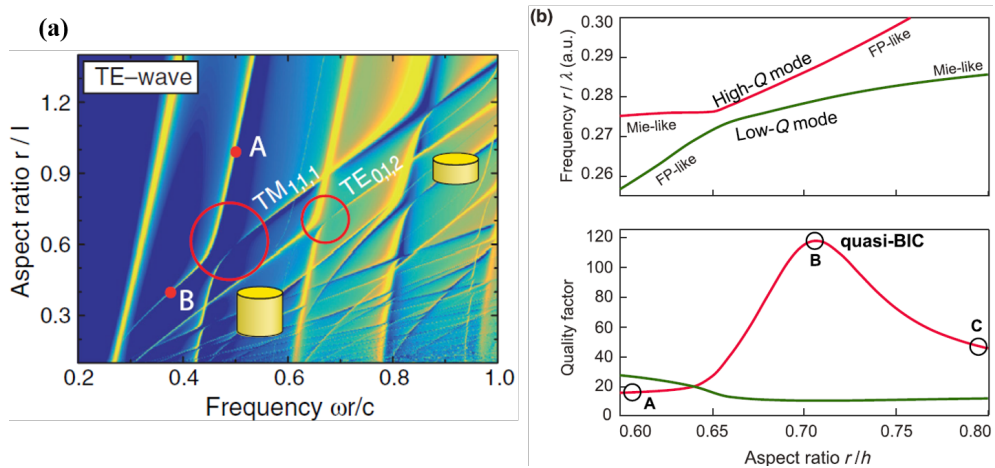 (a)
TE–wave
A
B
TM1,1,1
TE0,1,2
1.2
0.9
0.6
0.3
Aspect ratio r / l
0.2 0.4 0.6 0.8 1.0
Frequency ωr/c
(b)
0.30
0.29
0.28
0.27
0.26
Frequency r / λ (a.u.)
High-Q mode
FP-like
Mie-like
Mie-like
Low-Q mode
FP-like
120
100
80
60
40
20
0
Quality factor
quasi-BIC
B
C
A
0.60 0.65 0.70 0.75 0.80
Aspect ratio r/h